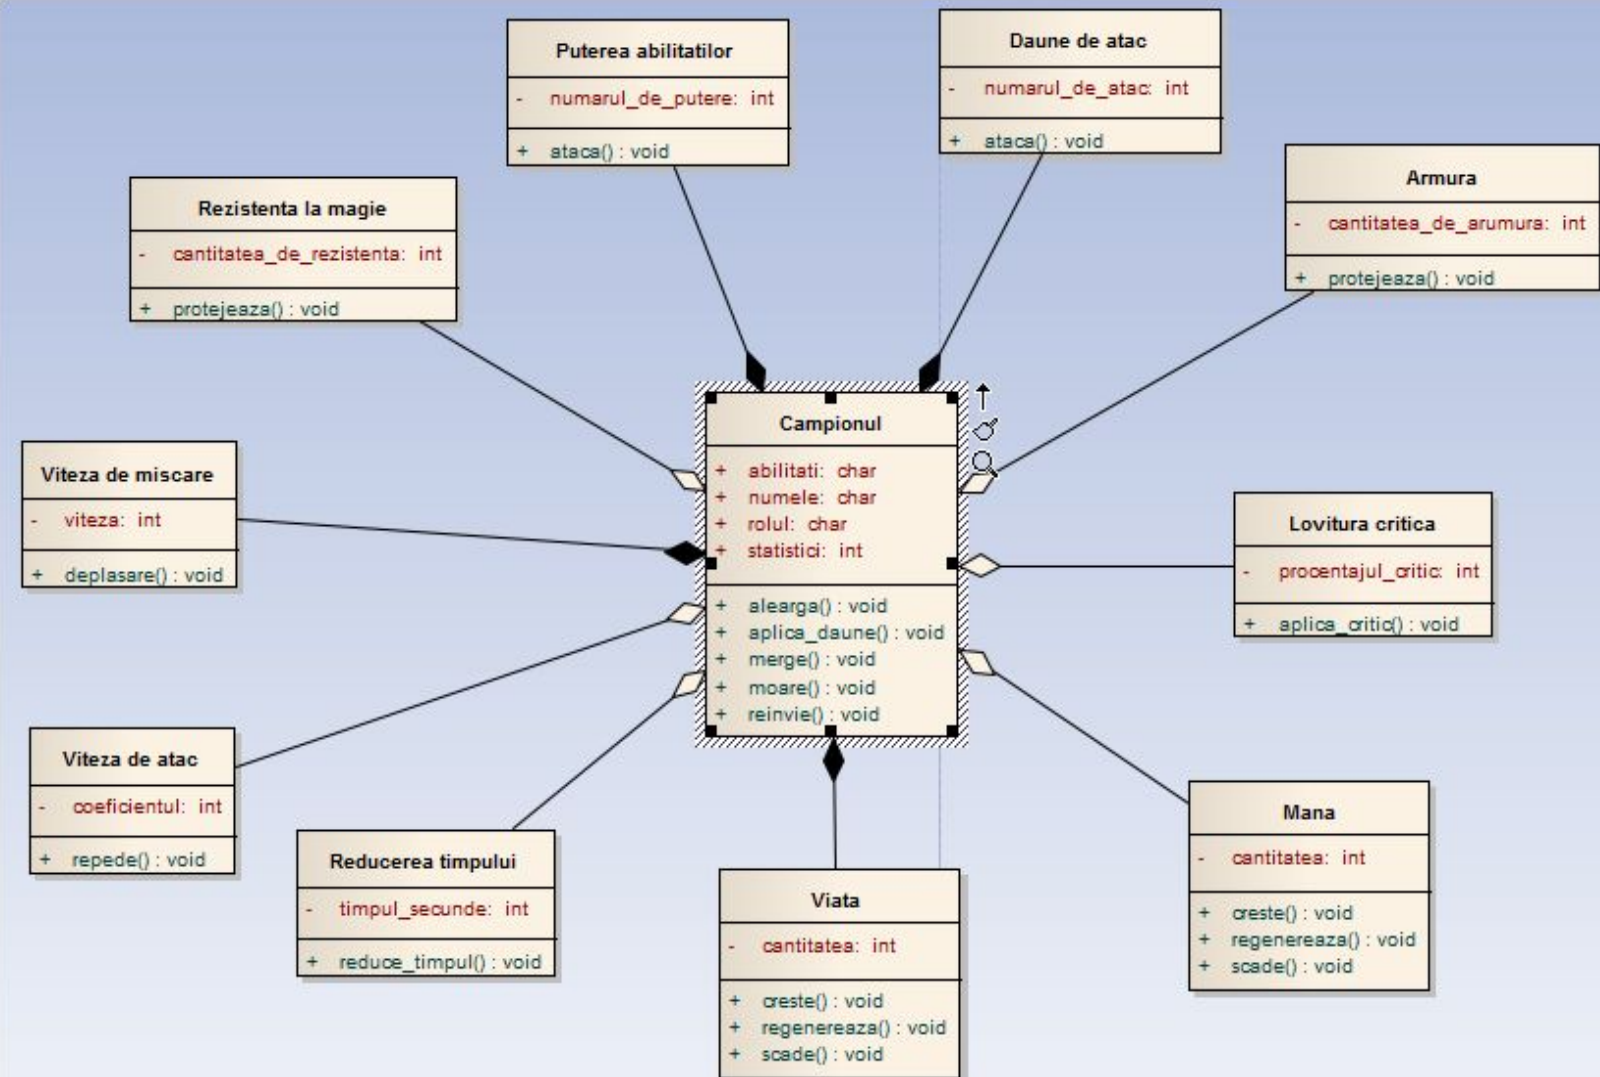 Puterea abilitatilor
- numarul_de_putere: int
+ ataca() : void
Daune de atac
- numarul_de_atac: int
+ ataca() : void
Armura
- cantitatea_de_arumura: int
+ protejeaza() : void
Rezistenta la magie
- cantitatea_de_rezistenta: int
+ protejeaza() : void
Campionul
+ abilitati: char
+ numele: char
+ rolul: char
+ statistici: int
+ alearga() : void
+ aplica_daune() : void
+ merge() : void
+ moare() : void
+ reinvie() : void
Viteza de miscare
- viteza: int
+ deplasare() : void
Lovitura critica
- procentajul_critic: int
+ aplica_critic() : void
Viteza de atac
- coeficientul: int
+ repede() : void
Reducerea timpului
- timpul_secunde: int
+ reduce_timpul() : void
Viata
- cantitatea: int
+ creste() : void
+ regenereaza() : void
+ scade() : void
Mana
- cantitatea: int
+ creste() : void
+ regenereaza() : void
+ scade() : void